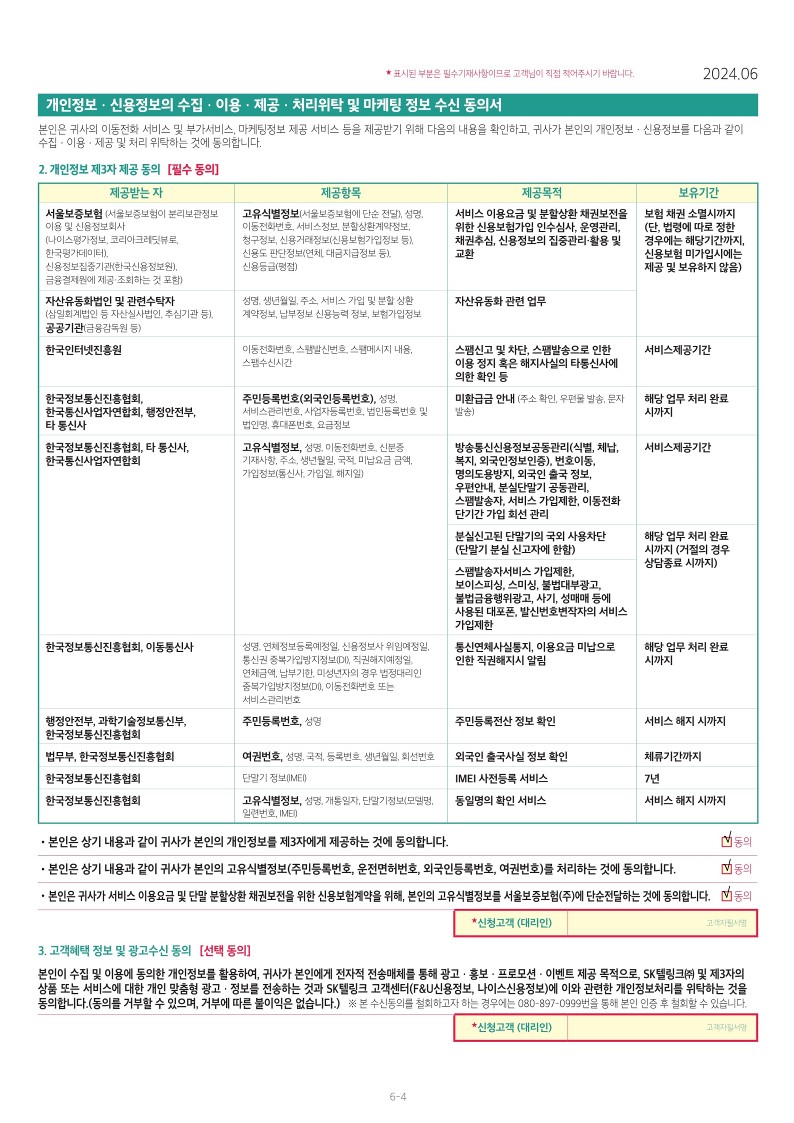 * 표시된 부분은 필수기재사항이므로 고객님이 직접 적어주시기 바랍니다.
2024.06
개인정보 · 신용정보의 수집 · 이용 · 제공 · 처리위탁 및 마케팅 정보 수신 동의서
본인은 귀사의 이동전화 서비스 및 부가서비스, 마케팅정보 제공 서비스 등을 제공받기 위해 다음의 내용을 확인하고, 귀사가 본인의 개인정보 · 신용정보를 다음과 같이
수집 · 이용 · 제공 및 처리 위탁하는 것에 동의합니다.
2. 개인정보 제3자 제공 동의 [필수 동의]
제공받는 자
제공항목
제공목적
보유기간
서울보증보험 (서울보증보험이 분리보관정보
이용 및 신용정보회사
(나이스평가정보, 코리아크레딧뷰로,
한국평가데이터),
신용정보집중기관(한국신용정보원),
금융결제원에 제공·조회하는 것 포함)
고유식별정보(서울보증보험에 단순 전달), 성명,
이동전화번호, 서비스정보, 분할상환계약정보,
청구정보, 신용거래정보(신용보험가입정보 등),
신용도 판단정보(연체, 대금지급정보 등),
신용등급(평점)
서비스 이용요금 및 분할상환 채권보전을
위한 신용보험가입 인수심사, 운영관리,
채권추심, 신용정보의 집중관리·활용 및
교환
보험 채권 소멸시까지
(단, 법령에 따로 정한
경우에는 해당기간까지,
신용보험 미가입시에는
제공 및 보유하지 않음)
자산유동화법인 및 관련수탁자
(삼일회계법인 등 자산실사법인, 추심기관 등),
공공기관(금융감독원 등)
성명, 생년월일, 주소, 서비스 가입 및 분할 상환
계약정보, 납부정보 신용능력 정보, 보험가입정보
자산유동화 관련 업무
한국인터넷진흥원
이동전화번호, 스팸발신번호, 스팸메시지 내용,
스팸수신시간
스팸신고 및 차단, 스팸발송으로 인한
이용 정지 혹은 해지사실의 타통신사에
의한 확인 등
서비스제공기간
한국정보통신진흥협회,
한국통신사업자연합회, 행정안전부,
타 통신사
주민등록번호(외국인등록번호), 성명,
서비스관리번호, 사업자등록번호, 법인등록번호 및
법인명, 휴대폰번호, 요금정보
미환급금 안내 (주소 확인, 우편물 발송, 문자
발송)
해당 업무 처리 완료
시까지
한국정보통신진흥협회, 타 통신사,
한국통신사업자연합회
고유식별정보, 성명, 이동전화번호, 신분증
기재사항, 주소, 생년월일, 국적, 미납요금 금액,
가입정보(통신사, 가입일, 해지일)
방송통신신용정보공동관리(식별, 체납,
복지, 외국인정보인증), 번호이동,
명의도용방지, 외국인 출국 정보,
우편안내, 분실단말기 공동관리,
스팸발송자, 서비스 가입제한, 이동전화
단기간 가입 회선 관리
서비스제공기간
분실신고된 단말기의 국외 사용차단
(단말기 분실 신고자에 한함)
해당 업무 처리 완료
시까지 (거절의 경우
상담종료 시까지)
스팸발송자서비스 가입제한,
보이스피싱, 스미싱, 불법대부광고,
불법금융행위광고, 사기, 성매매 등에
사용된 대포폰, 발신번호변작자의 서비스
가입제한
한국정보통신진흥협회, 이동통신사
성명, 연체정보등록예정일, 신용정보사 위임예정일,
통신권 중복가입방지정보(DI), 직권해지예정일,
연체금액, 납부기한, 미성년자의 경우 법정대리인
중복가입방지정보(DI), 이동전화번호 또는
서비스관리번호
통신연체사실통지, 이용요금 미납으로
인한 직권해지시 알림
해당 업무 처리 완료
시까지
행정안전부, 과학기술정보통신부,
한국정보통신진흥협회
주민등록번호, 성명
주민등록전산 정보 확인
서비스 해지 시까지
법무부, 한국정보통신진흥협회
여권번호, 성명, 국적, 등록번호, 생년월일, 회선번호
외국인 출국사실 정보 확인
체류기간까지
한국정보통신진흥협회
단말기 정보(IMEI)
IMEI 사전등록 서비스
7년
한국정보통신진흥협회
고유식별정보, 성명, 개통일자, 단말기정보(모델명,
일련번호, IMEI)
동일명의 확인 서비스
서비스 해지 시까지
• 본인은 상기 내용과 같이 귀사가 본인의 개인정보를 제3자에게 제공하는 것에 동의합니다.
동의
• 본인은 상기 내용과 같이 귀사가 본인의 고유식별정보(주민등록번호, 운전면허번호, 외국인등록번호, 여권번호)를 처리하는 것에 동의합니다.
동의
• 본인은 귀사가 서비스 이용요금 및 단말 분할상환 채권보전을 위한 신용보험계약을 위해, 본인의 고유식별정보를 서울보증보험(주)에 단순전달하는 것에 동의합니다.
동의
*신청고객 (대리인)
고객자필서명
3. 고객혜택 정보 및 광고수신 동의 [선택 동의]
본인이 수집 및 이용에 동의한 개인정보를 활용하여, 귀사가 본인에게 전자적 전송매체를 통해 광고 · 홍보 · 프로모션 · 이벤트 제공 목적으로, SK텔링크㈜ 및 제3자의
상품 또는 서비스에 대한 개인 맞춤형 광고 · 정보를 전송하는 것과 SK텔링크 고객센터(F&U신용정보, 나이스신용정보)에 이와 관련한 개인정보처리를 위탁하는 것을
동의합니다.(동의를 거부할 수 있으며, 거부에 따른 불이익은 없습니다.) ※ 본 수신동의를 철회하고자 하는 경우에는 080-897-0999번을 통해 본인 인증 후 철회할 수 있습니다.
*신청고객 (대리인)
고객자필서명
6-4